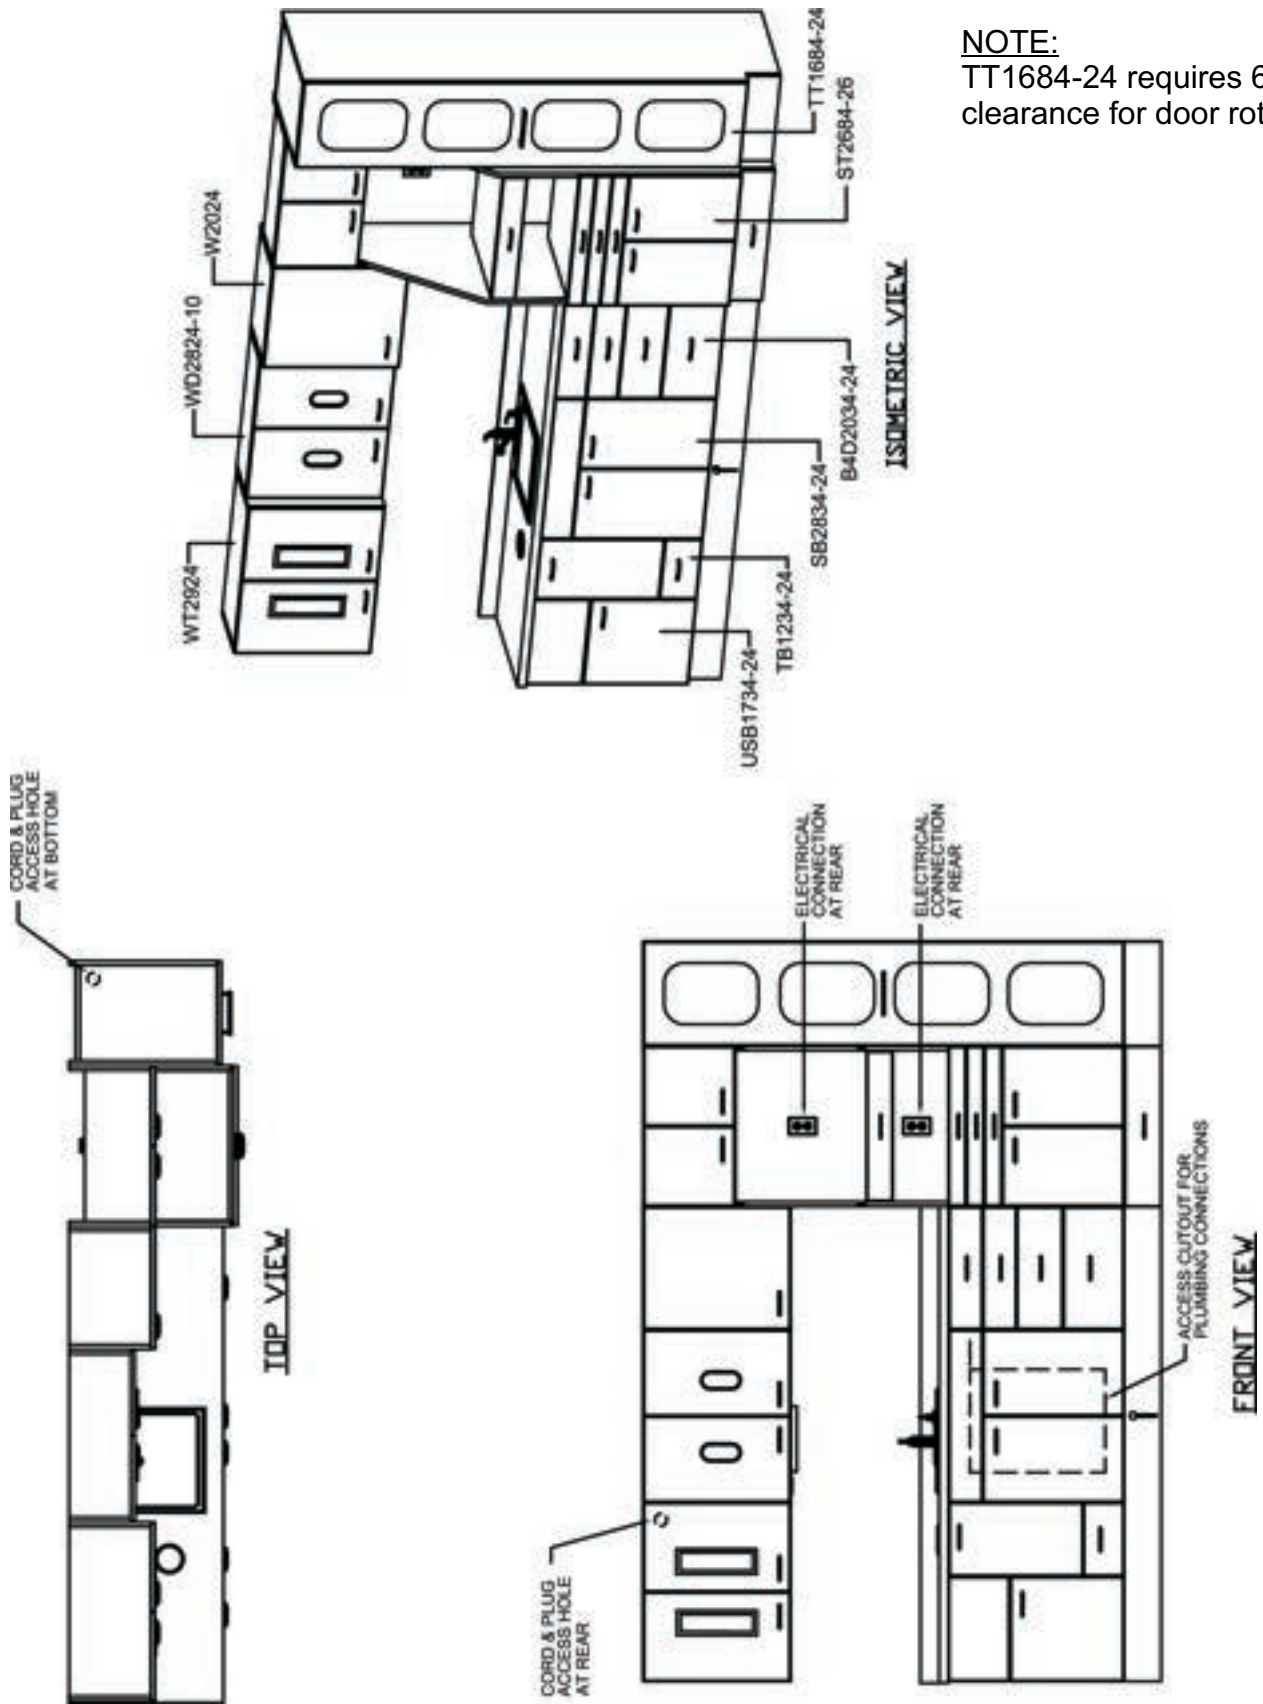 NOTE:
TT1684-24 requires 6
clearance for door rot
WT2924
WD2824-10
W2024
TT1684-24
ST2684-26
B4D2034-24
SB2834-24
TB1234-24
USB1734-24
ISOMETRIC VIEW
CORD & PLUG
ACCESS HOLE
AT BOTTOM
TOP VIEW
CORD & PLUG
ACCESS HOLE
AT REAR
ELECTRICAL
CONNECTION
AT REAR
ELECTRICAL
CONNECTION
AT REAR
ACCESS CUTOUT FOR
PLUMBING CONNECTIONS
FRONT VIEW